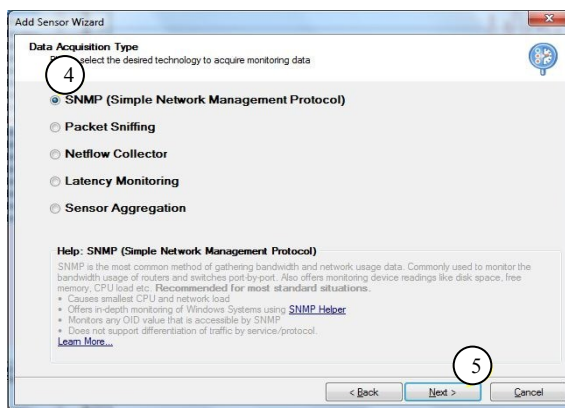 Add Sensor Wizard
Data Acquisition Type
select the desired technology to acquire monitoring data
4
SNMP (Simple Network Management Protocol)
Packet Sniffing
Netflow Collector
Latency Monitoring
Sensor Aggregation
Help: SNMP (Simple Network Management Protocol)
SNMP is the most common method of gathering bandwidth and network usage data. Commonly used to monitor the
bandwidth usage of routers and switches port-by-port. Also offers monitoring device readings like disk space, free
memory, CPU load etc. Recommended for most standard situations.
• Causes smallest CPU and network load
• Offers in-depth monitoring of Windows Systems using SNMP Helper
• Monitors any OID value that is accessible by SNMP
• Does not support differentiation of traffic by service/protocol.
Learn More...
5
< Back Next > Cancel